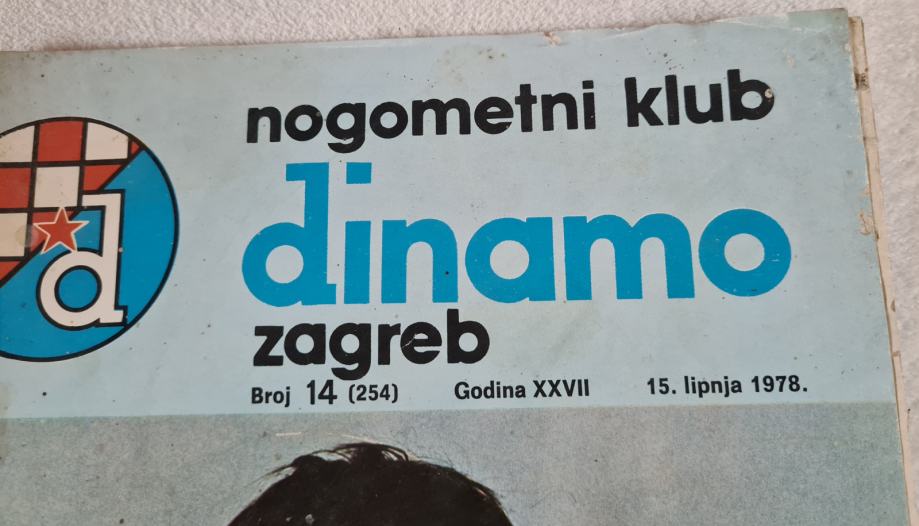 nogometni klub
dinamo
zagreb
Broj 14 (254) Godina XXVII 15. lipnja 1978.
d